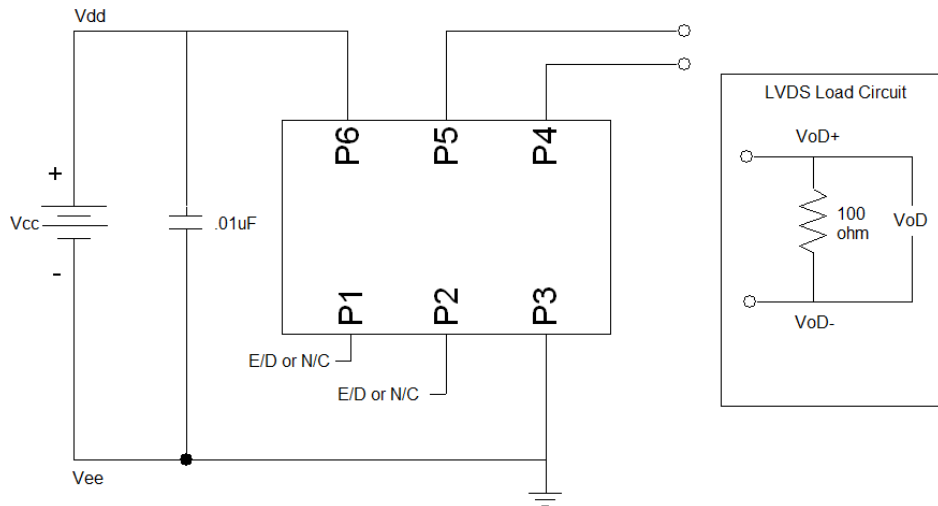 Vdd
P6
P5
P4
LVDS Load Circuit
VoD+
+
Vcc
.01uF
100
ohm
VoD
-
P1
P2
P3
VoD-
E/D or N/C
E/D or N/C
Vee